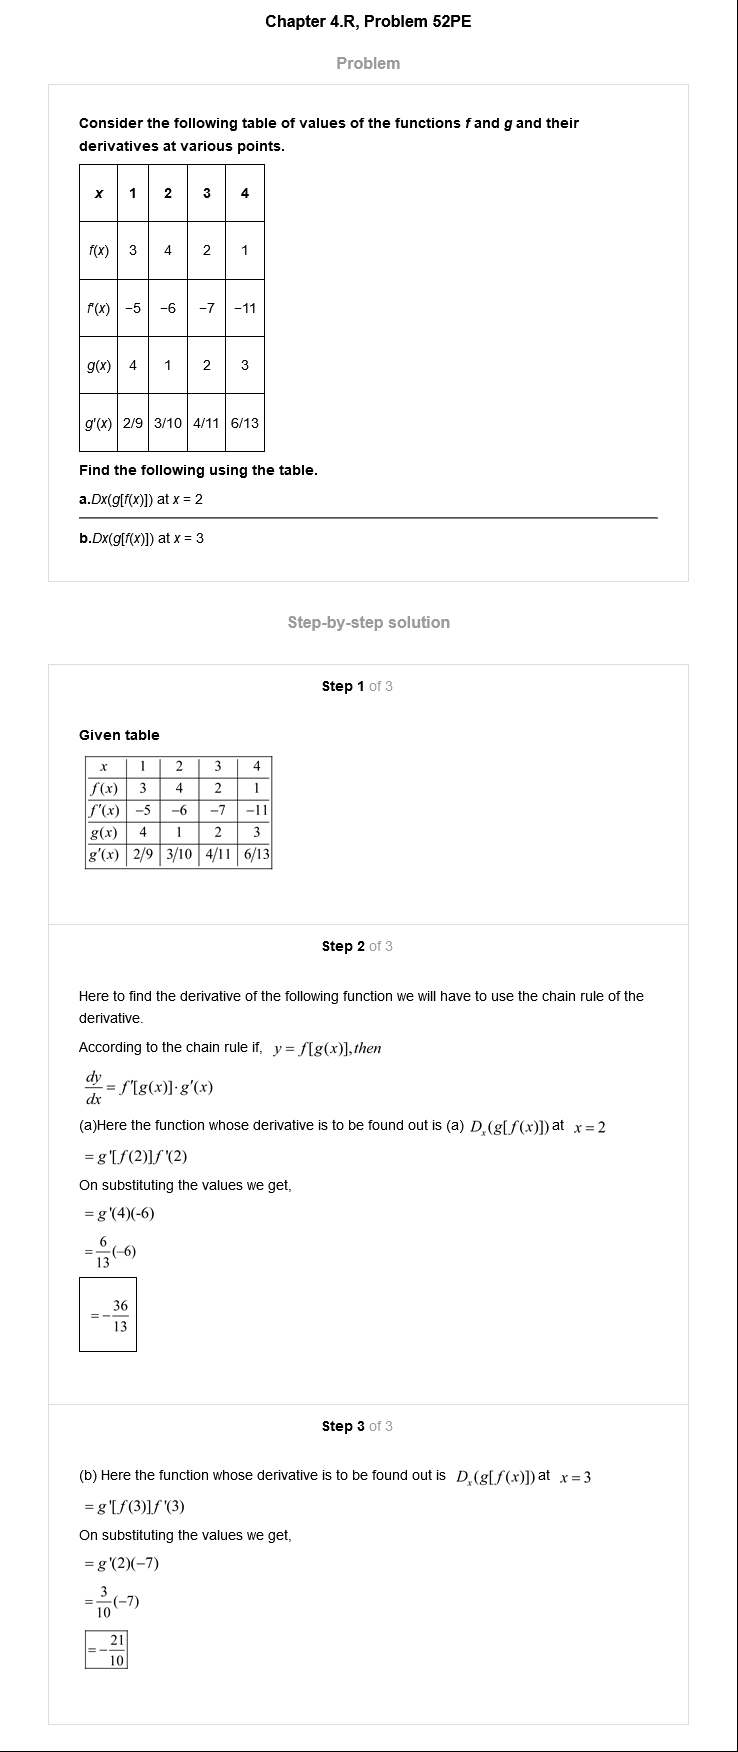 Chapter 4.R, Problem 52PE
Problem
Consider the following table of values of the functions f and g and their
derivatives at various points.
x 1 2 3 4
f(x) 3 4 2 1
f'(x) −5 −6 −7 −11
g(x) 4 1 2 3
g'(x) 2/9 3/10 4/11 6/13
Find the following using the table.
a.Dx(g[f(x)]) at x = 2
b.Dx(g[f(x)]) at x = 3
Step-by-step solution
Step 1 of 3
Given table
x 1 2 3 4
f(x) 3 4 2 1
f′(x) −5 −6 −7 −11
g(x) 4 1 2 3
g′(x) 2/9 3/10 4/11 6/13
Step 2 of 3
Here to find the derivative of the following function we will have to use the chain rule of the
derivative.
According to the chain rule if, y = f[g(x)],then
dy/dx = f'[g(x)]·g′(x)
(a)Here the function whose derivative is to be found out is (a) Dₓ(g[f(x)]) at x = 2
= g'[f(2)]f'(2)
On substituting the values we get,
= g'(4)(-6)
= 6/13(−6)
= −36/13
Step 3 of 3
(b) Here the function whose derivative is to be found out is Dₓ(g[f(x)]) at x = 3
= g'[f(3)]f'(3)
On substituting the values we get,
= g'(2)(−7)
= 3/10(−7)
= −21/10